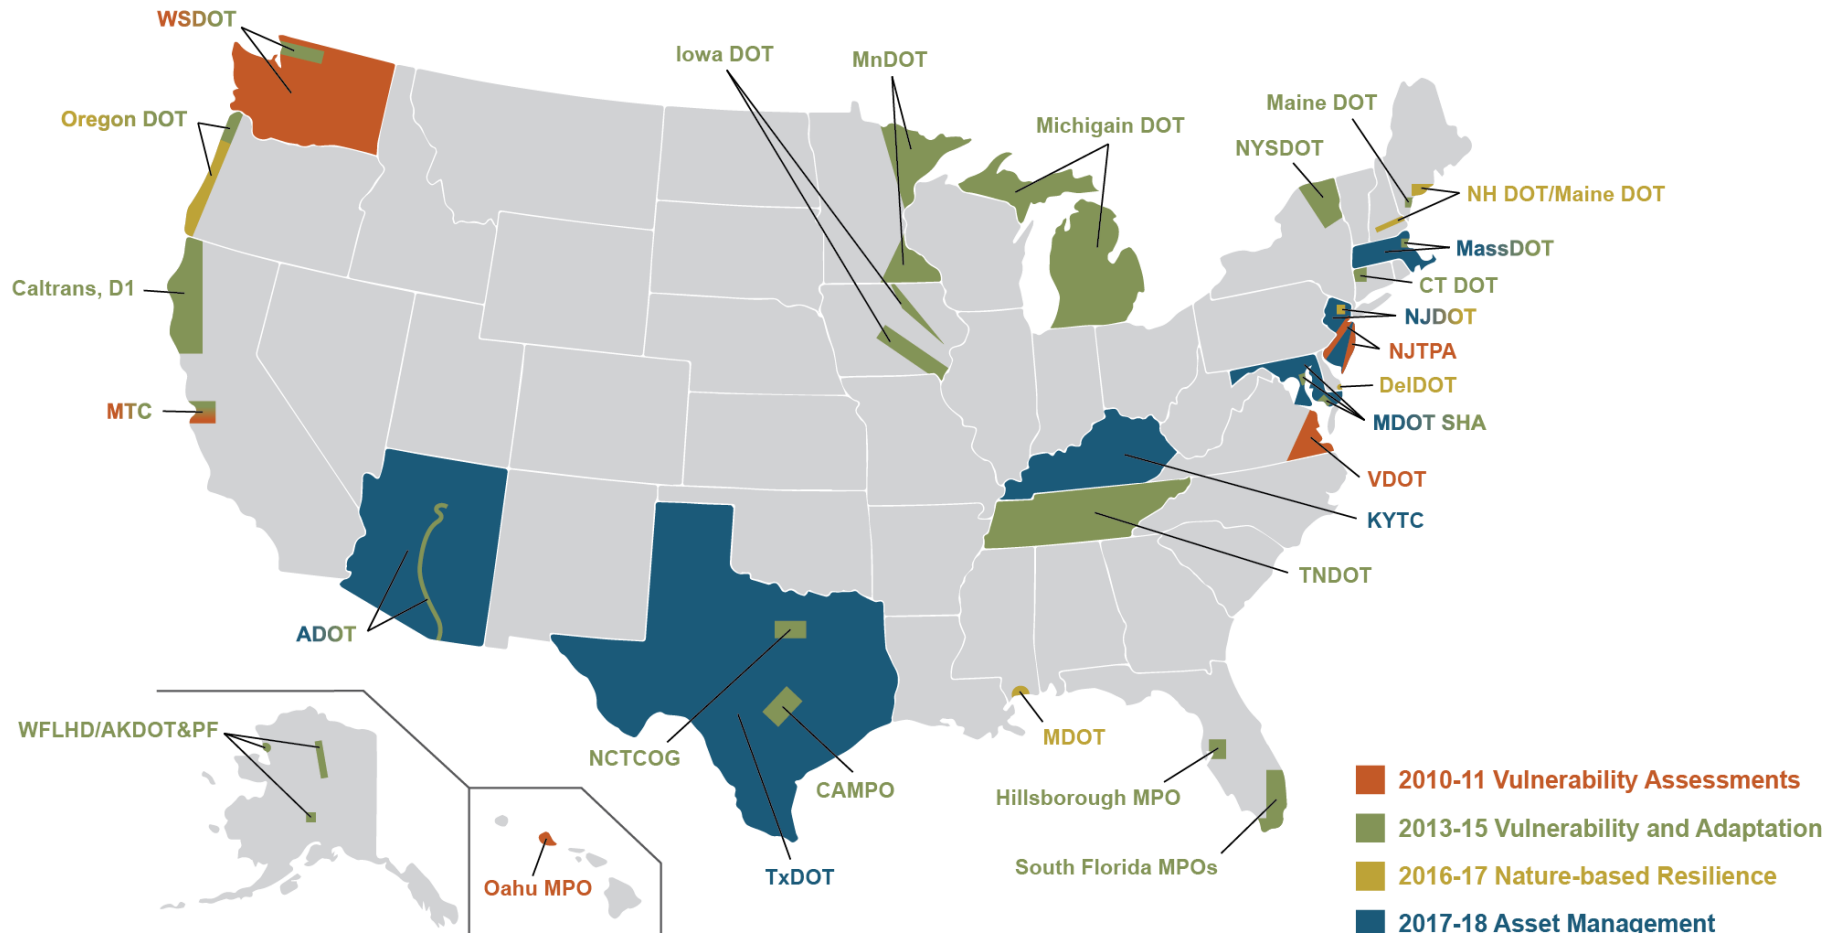 WSDOT
Iowa DOT
MnDOT
Maine DOT
Oregon DOT
Michigain DOT
NYSDOT
NH DOT/Maine DOT
MassDOT
Caltrans, D1
CT DOT
NJDOT
NJTPA
DelDOT
MTC
MDOT SHA
VDOT
KYTC
TNDOT
ADOT
WFLHD/AKDOT&PF
MDOT
NCTCOG
CAMPO
Hillsborough MPO
South Florida MPOs
TxDOT
Oahu MPO
2010-11 Vulnerability Assessments
2013-15 Vulnerability and Adaptation
2016-17 Nature-based Resilience
2017-18 Asset Management